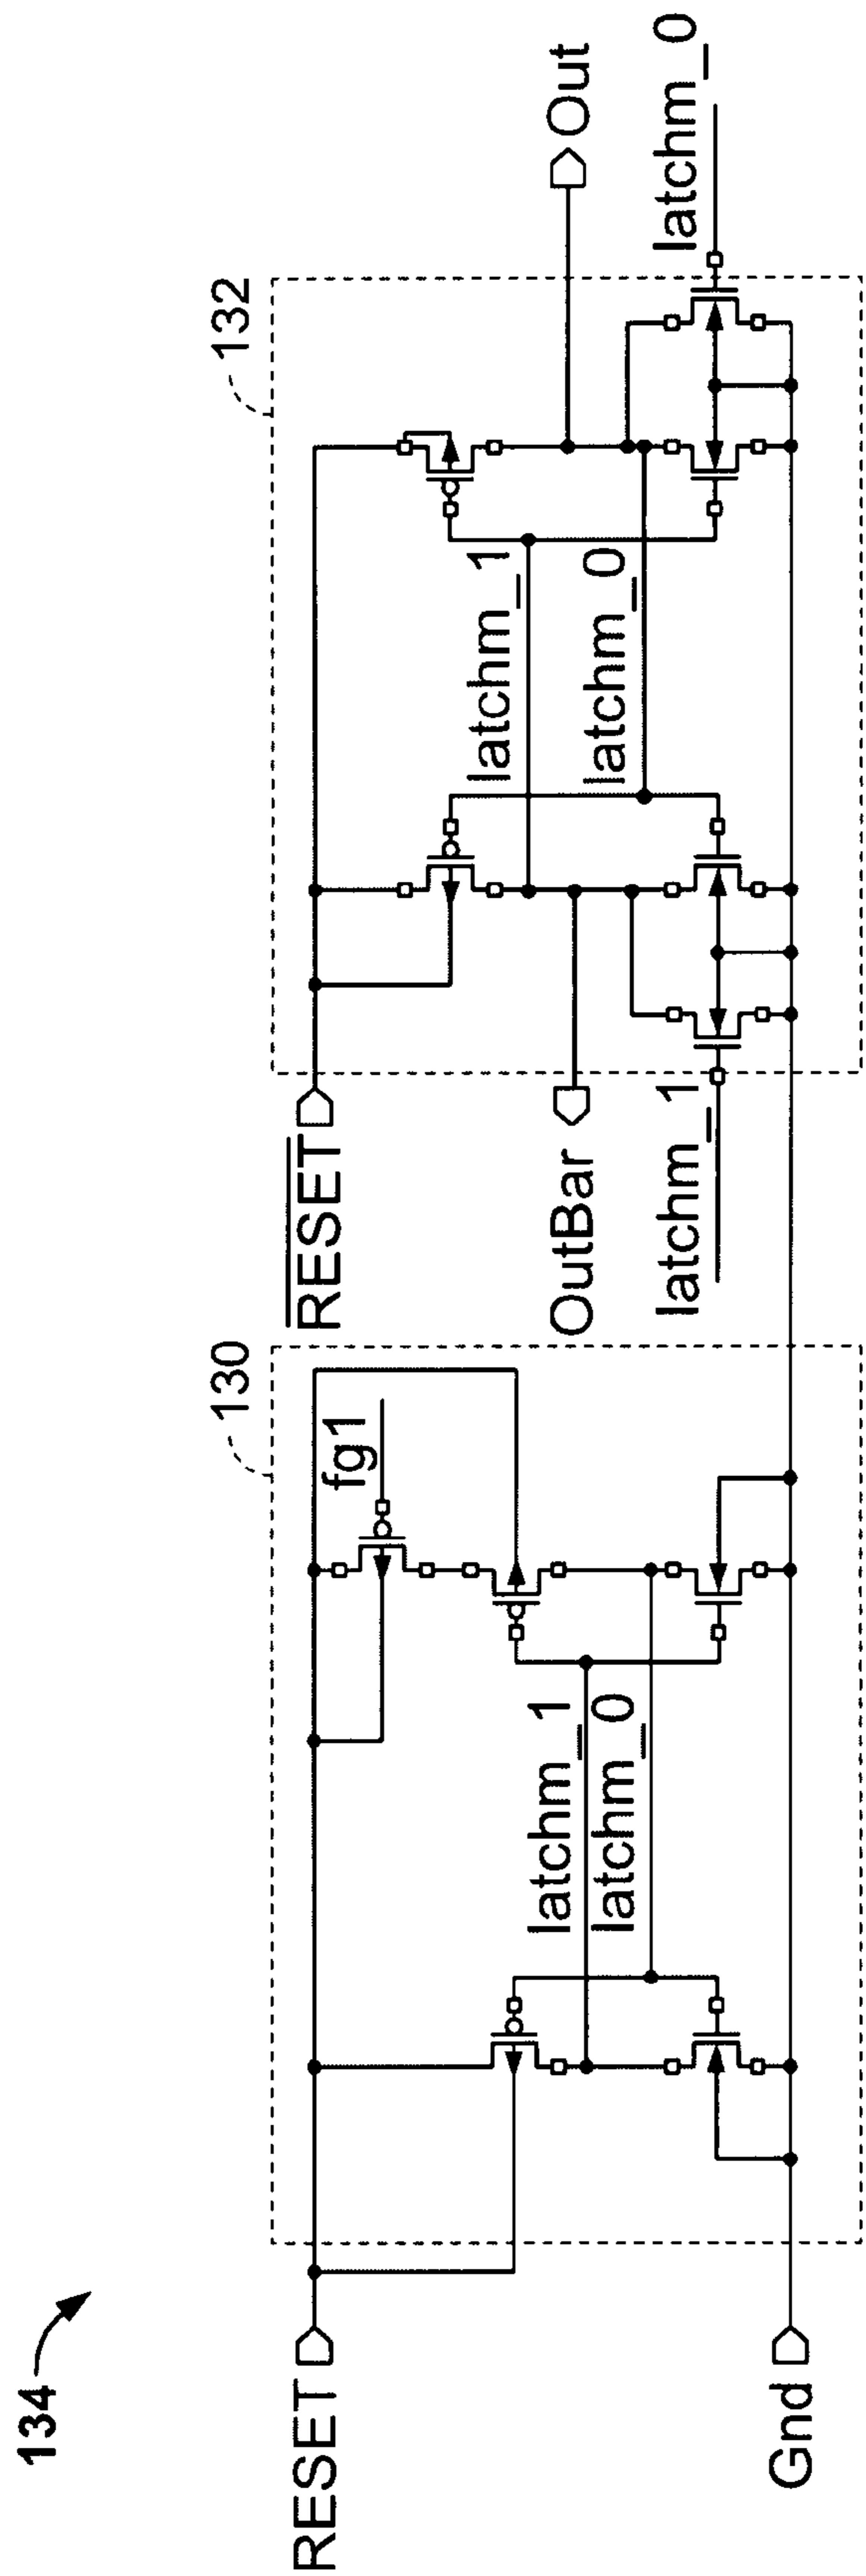 134
130
132
RESET
fg1
RESET
latchm_1
latchm_0
latchm_1
latchm_0
OutBar
Out
latchm_1
latchm_0
Gnd